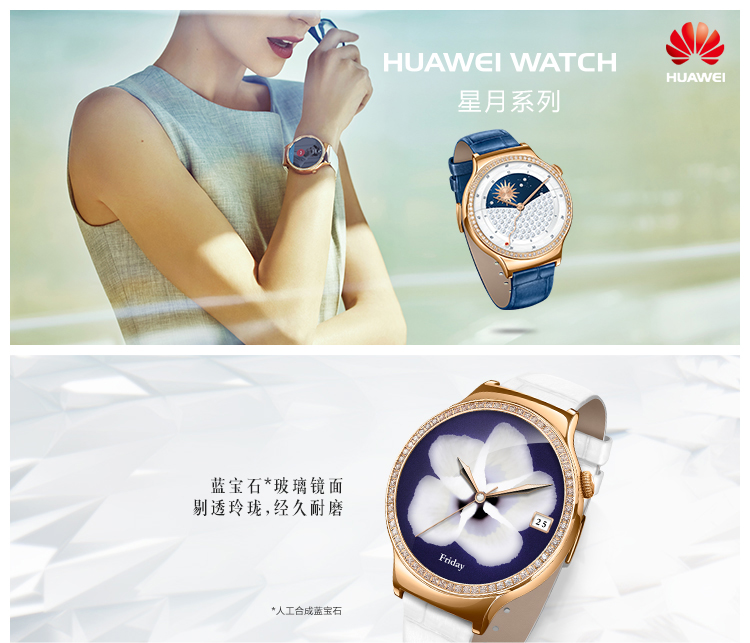 HUAWEI WATCH
星月系列
HUAWEI
蓝宝石*玻璃镜面
剔透玲珑,经久耐磨
25
Friday
*人工合成蓝宝石